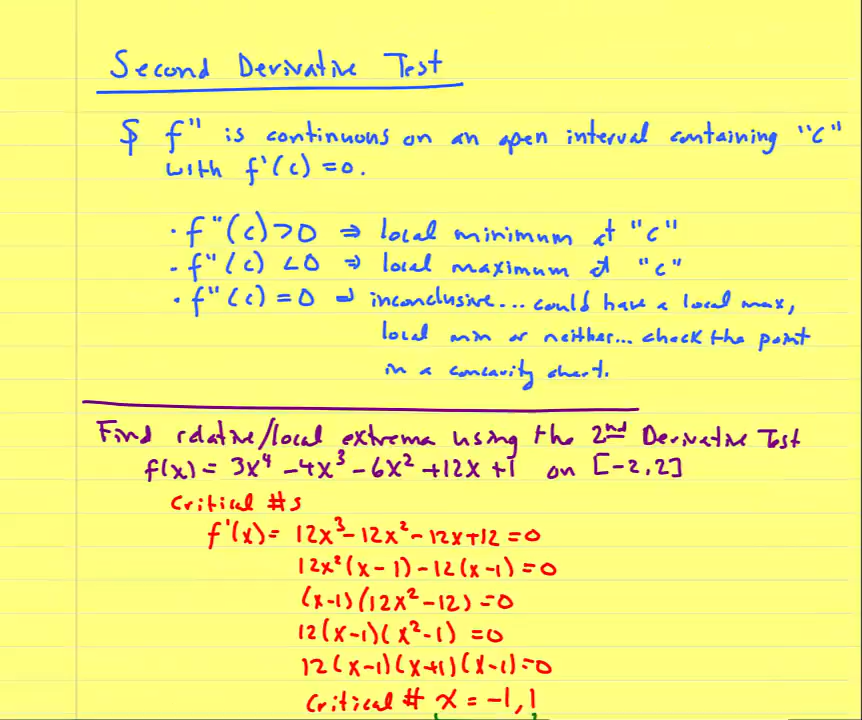 Second Derivative Test
$ f" is continuous on an open interval containing "c"
with f'(c) = 0.
· f"(c) > 0 ⇒ local minimum at "c"
· f"(c) < 0 ⇒ local maximum at "c"
· f"(c) = 0 ⇒ inconclusive... could have a local max,
local min or neither... check the point
in a concavity chart.
Find relative/local extrema using the 2nd Derivative Test
f(x) = 3x⁴ - 4x³ - 6x² + 12x + 1 on [-2, 2]
Critical #s
f'(x) = 12x³ - 12x² - 12x + 12 = 0
12x²(x - 1) - 12(x - 1) = 0
(x - 1)(12x² - 12) = 0
12(x - 1)(x² - 1) = 0
12(x - 1)(x + 1)(x - 1) = 0
Critical # x = -1, 1